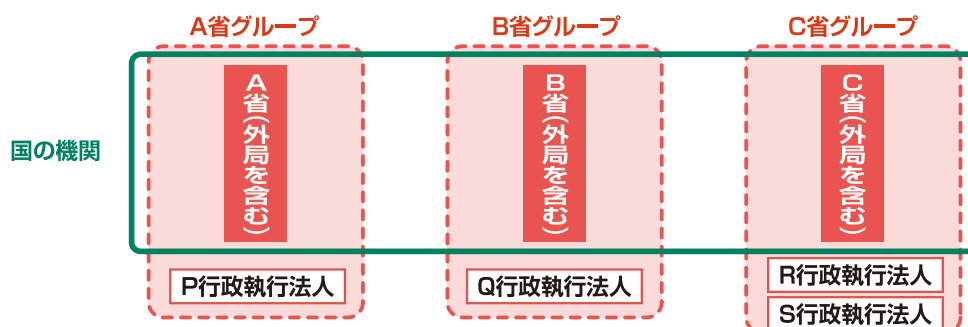 A省グループ
B省グループ
C省グループ
国の機関
A省(外局を含む)
B省(外局を含む)
C省(外局を含む)
P行政執行法人
Q行政執行法人
R行政執行法人
S行政執行法人